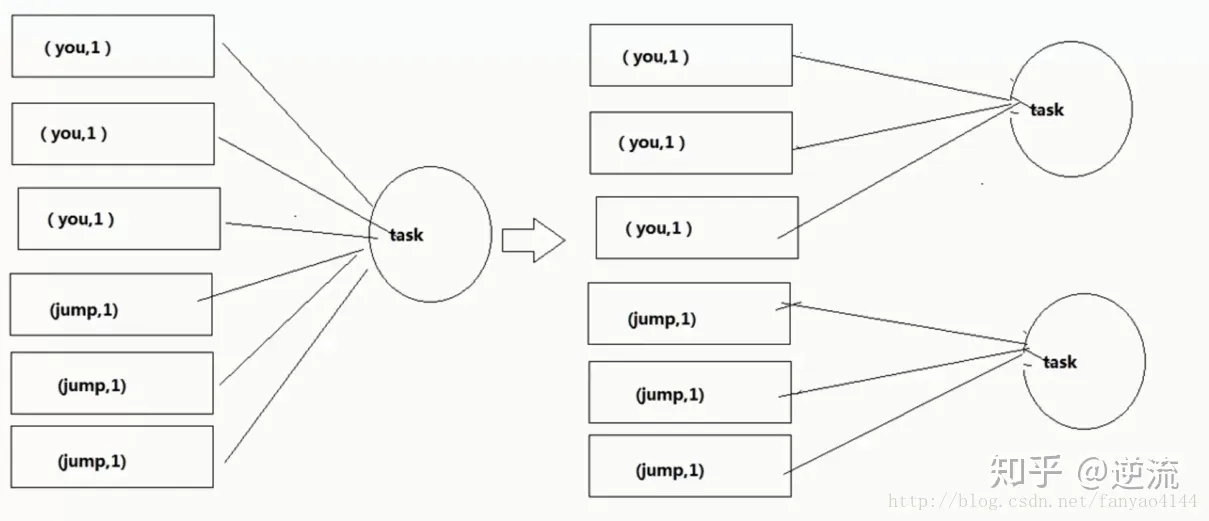 ( you,1 )
( you,1 )
( you,1 )
(jump,1)
(jump,1)
(jump,1)
task
( you,1 )
( you,1 )
( you,1 )
(jump,1)
(jump,1)
(jump,1)
task
task
知乎 @逆流
http://blog.csdn.net/fanyao4144